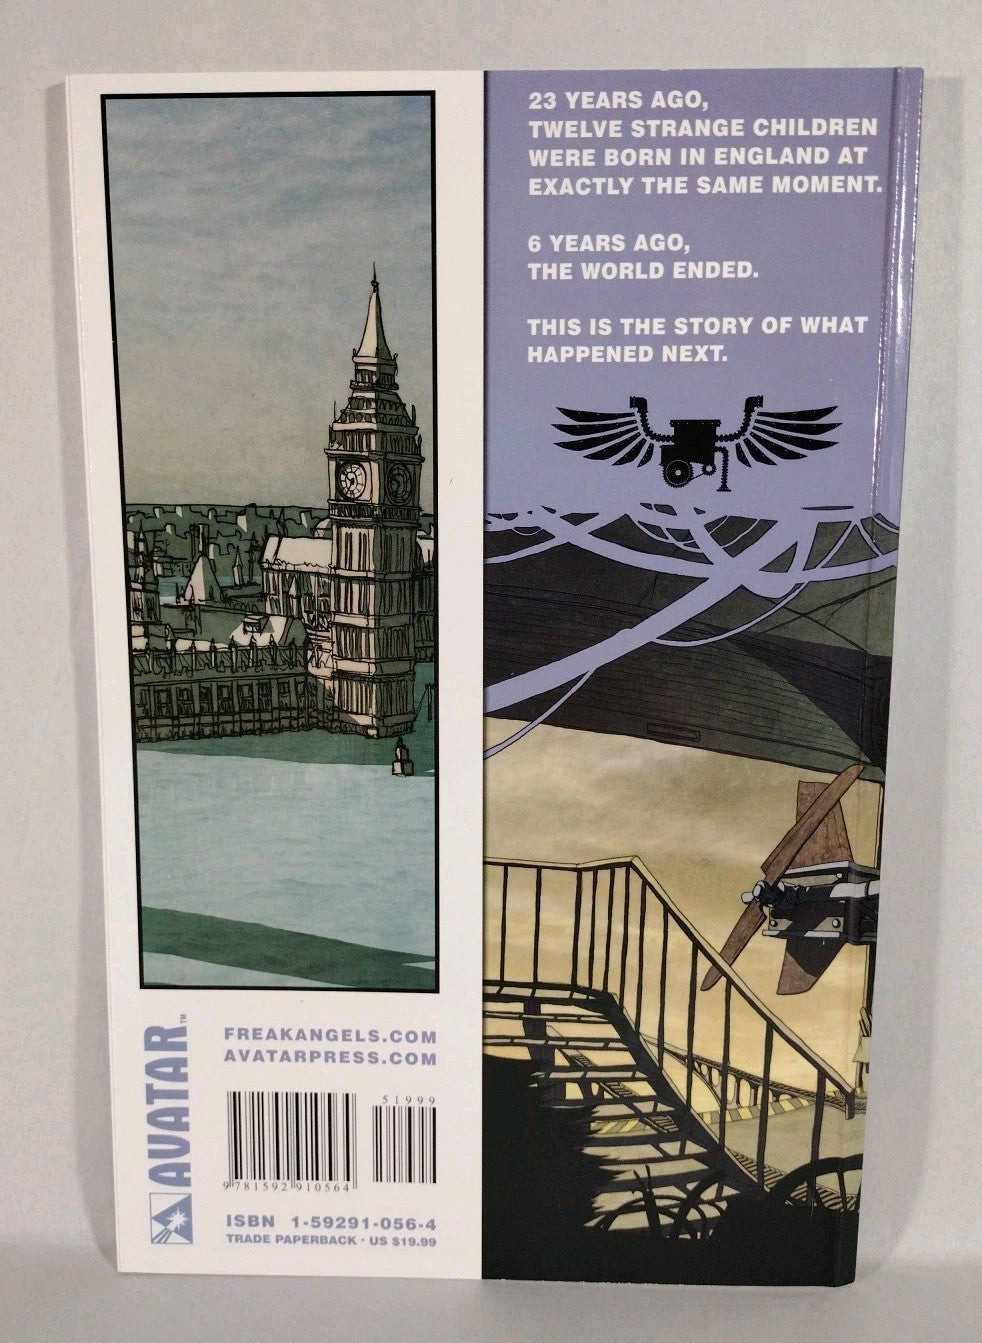 23 YEARS AGO,
TWELVE STRANGE CHILDREN
WERE BORN IN ENGLAND AT
EXACTLY THE SAME MOMENT.
6 YEARS AGO,
THE WORLD ENDED.
THIS IS THE STORY OF WHAT
HAPPENED NEXT.
AVATAR™
FREAKANGELS.COM
AVATARPRESS.COM
51999
9 781592 910564
ISBN 1-59291-056-4
TRADE PAPERBACK · US $19.99